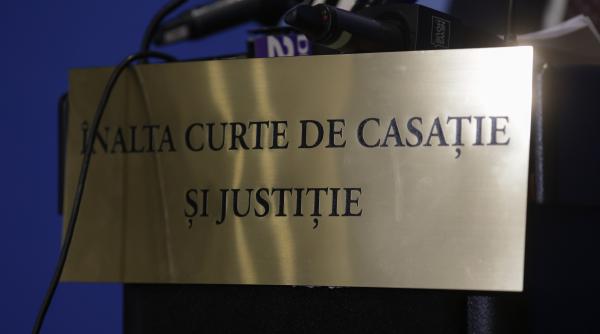 ÎNALTA CURTE DE CASAȚIE
ȘI JUSTIȚIE